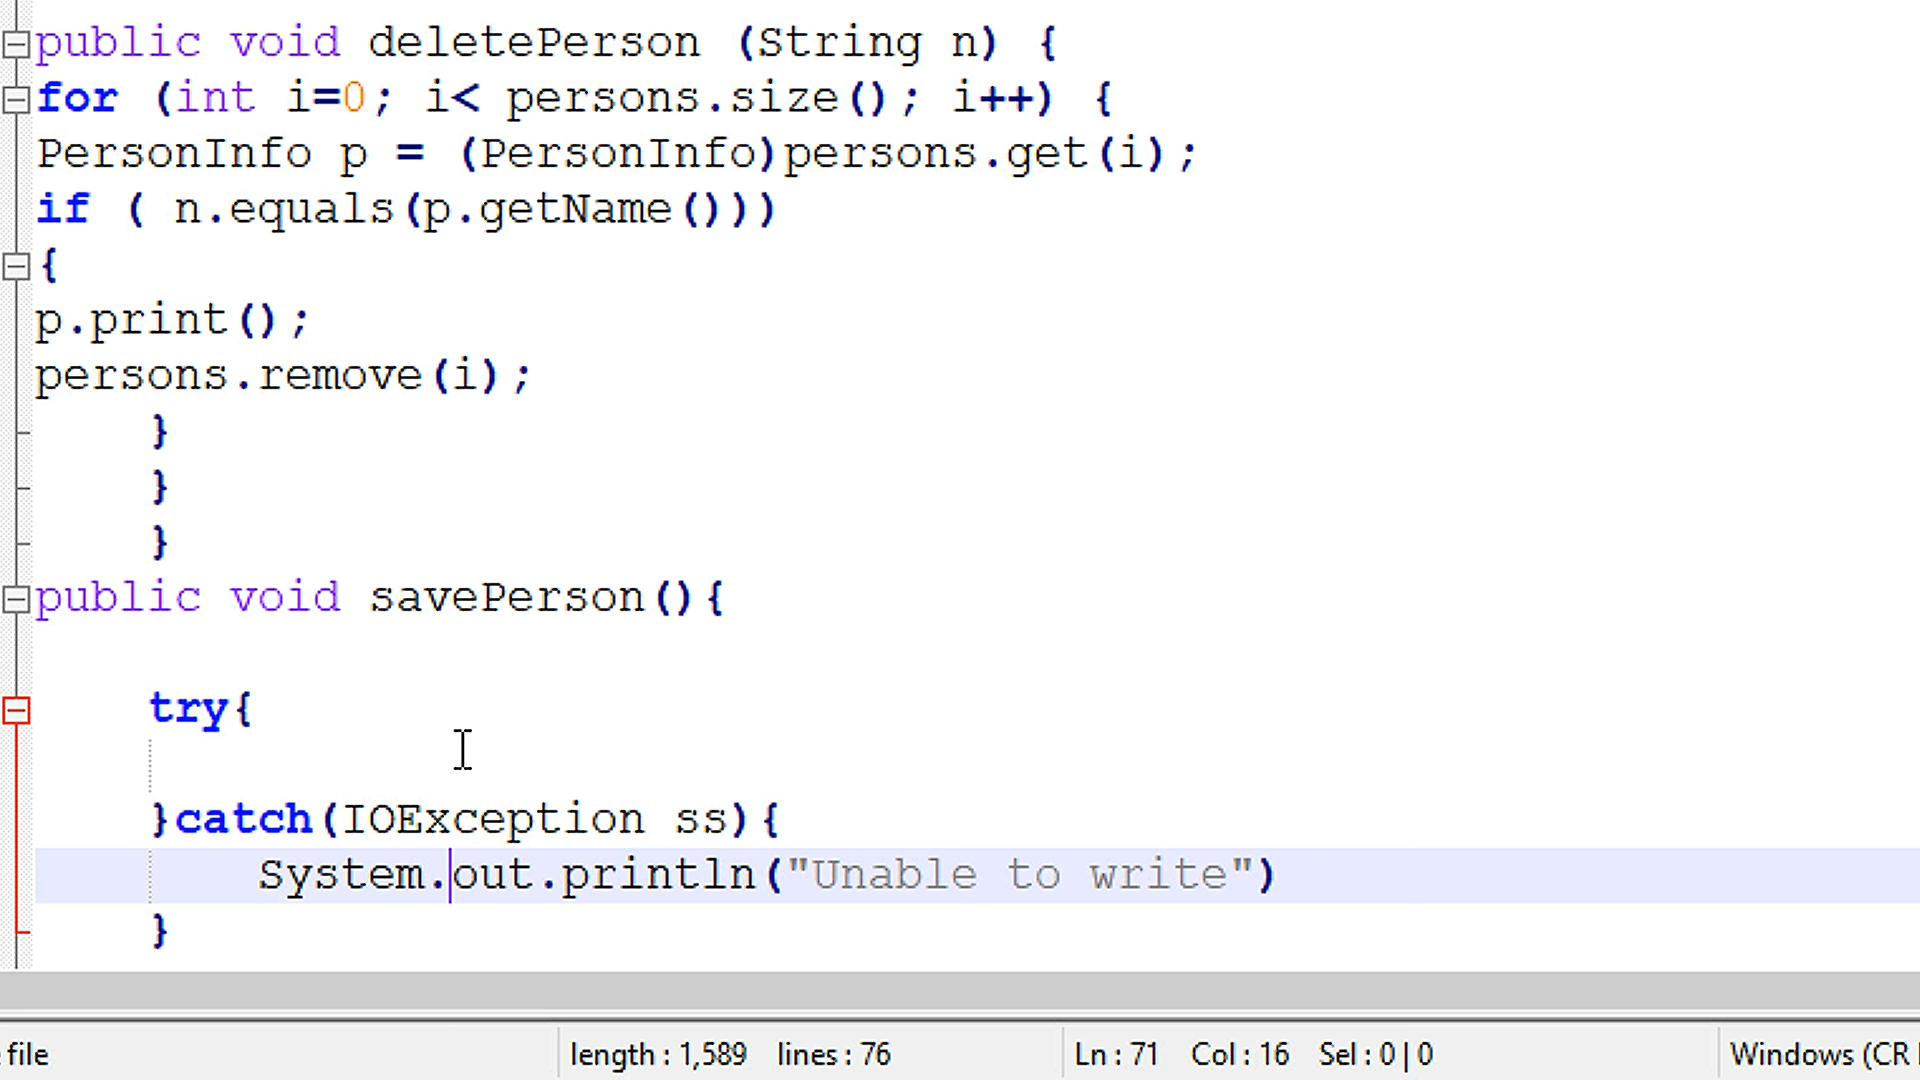 public void deletePerson (String n) {
for (int i=0; i< persons.size(); i++) {
PersonInfo p = (PersonInfo)persons.get(i);
if ( n.equals(p.getName()))
{
p.print();
persons.remove(i);
}
}
}
public void savePerson(){
try{
}catch(IOException ss){
System.out.println("Unable to write")
}
file length : 1,589 lines : 76 Ln : 71 Col : 16 Sel : 0 | 0 Windows (CR